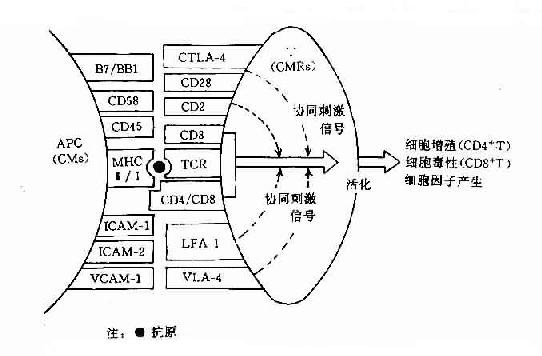 CTLA-4
B7/BB1
CD28
(CMRs)
CD58
CD2
协同刺激
信号
CD45
CD3
APC
(CMs)
MHC
Ⅱ/Ⅰ
TCR
细胞增殖(CD4⁺T)
细胞毒性(CD8⁺T)
细胞因子产生
活化
CD4/CD8
协同刺激
信号
ICAM-1
LFA-1
ICAM-2
VCAM-1
VLA-4
注: ● 抗原